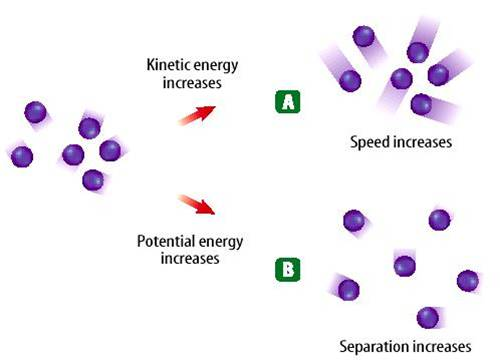 Kinetic energy
increases
A
Speed increases
Potential energy
increases
B
Separation increases